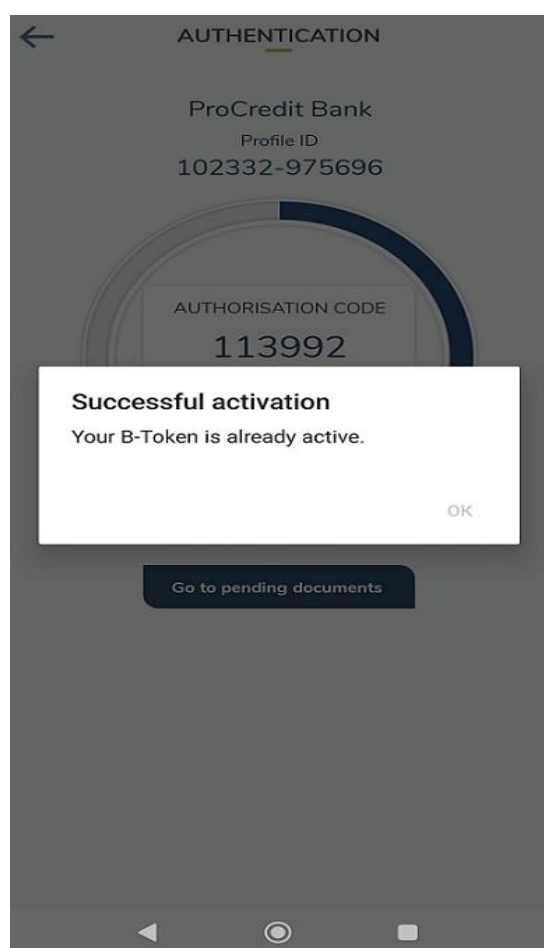 AUTHENTICATION
ProCredit Bank
Profile ID
102332-975696
AUTHORISATION CODE
113992
Successful activation
Your B-Token is already active.
OK
Go to pending documents